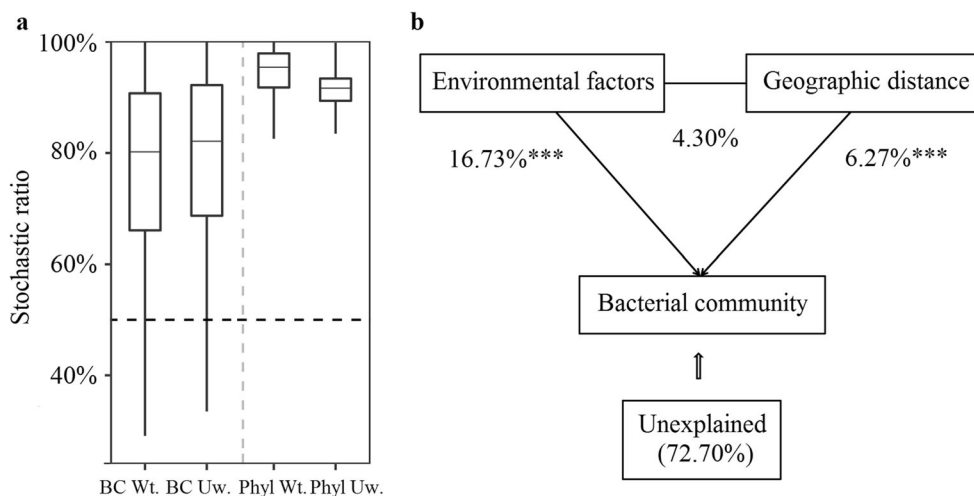 a
100%
80%
60%
40%
Stochastic ratio
BC Wt. BC Uw. Phyl Wt. Phyl Uw.
b
Environmental factors
Geographic distance
4.30%
16.73%***
6.27%***
Bacterial community
Unexplained
(72.70%)